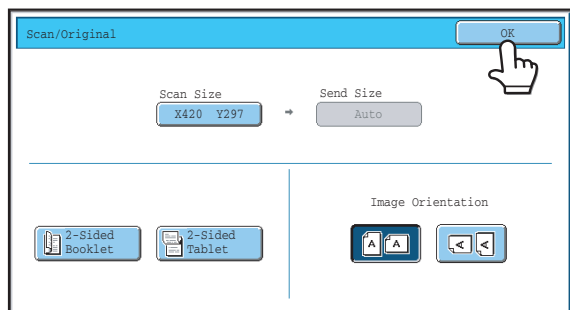 Scan/Original
OK
Scan Size
Send Size
X420 Y297
Auto
Image Orientation
2-Sided
Booklet
2-Sided
Tablet
A
A
A
A